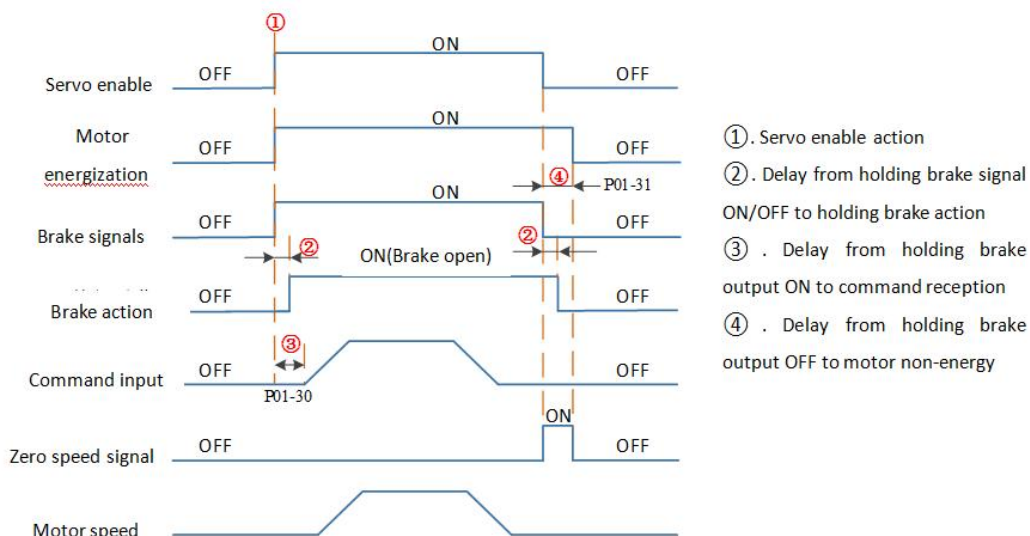 ①
ON
Servo enable OFF OFF
Motor
energization
ON
OFF OFF
④ P01-31
ON
Brake signals OFF OFF
② ②
ON(Brake open)
Brake action OFF OFF
③
Command input OFF OFF
P01-30
ON
Zero speed signal OFF OFF
Motor speed
①. Servo enable action
②. Delay from holding brake signal
ON/OFF to holding brake action
③ . Delay from holding brake
output ON to command reception
④ . Delay from holding brake
output OFF to motor non-energy